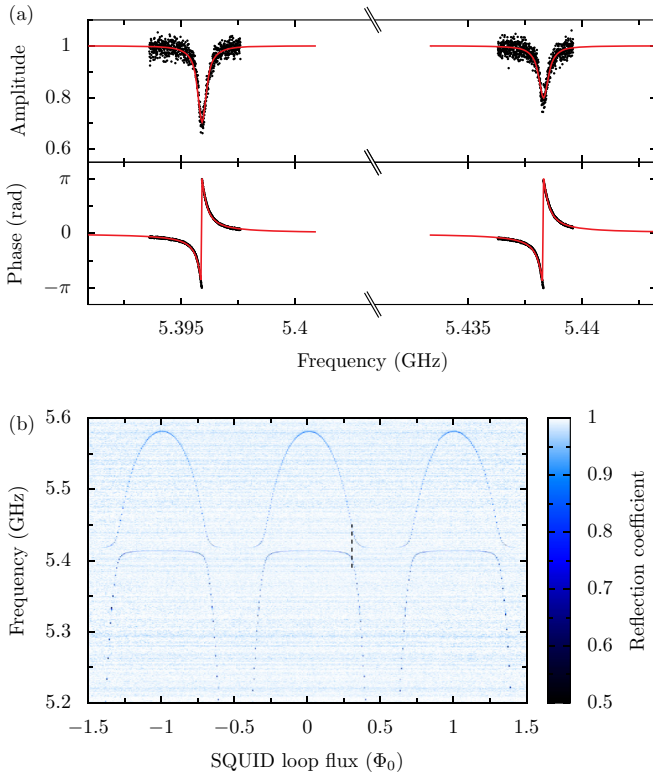 (a)
1
0.8
0.6
Amplitude
π
0
−π
Phase (rad)
5.395 5.4 5.435 5.44
Frequency (GHz)
(b)
5.6
5.5
5.4
5.3
5.2
Frequency (GHz)
−1.5 −1 −0.5 0 0.5 1 1.5
SQUID loop flux (Φ0)
1
0.9
0.8
0.7
0.6
0.5
Reflection coefficient